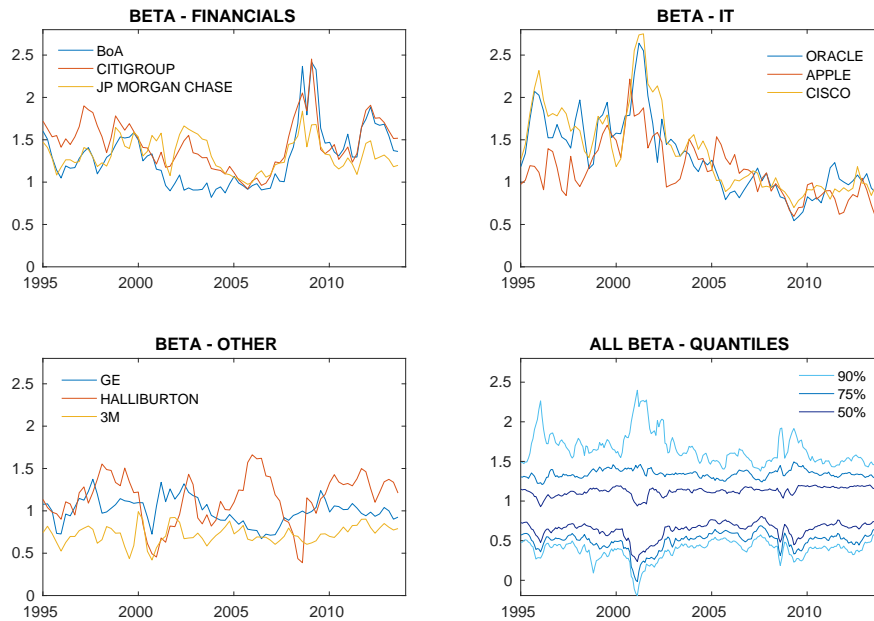 BETA - FINANCIALS
2.5
2
1.5
1
0.5
0
1995 2000 2005 2010
BoA
CITIGROUP
JP MORGAN CHASE
BETA - IT
2.5
2
1.5
1
0.5
0
1995 2000 2005 2010
ORACLE
APPLE
CISCO
BETA - OTHER
2.5
2
1.5
1
0.5
0
1995 2000 2005 2010
GE
HALLIBURTON
3M
ALL BETA - QUANTILES
2.5
2
1.5
1
0.5
0
1995 2000 2005 2010
90%
75%
50%